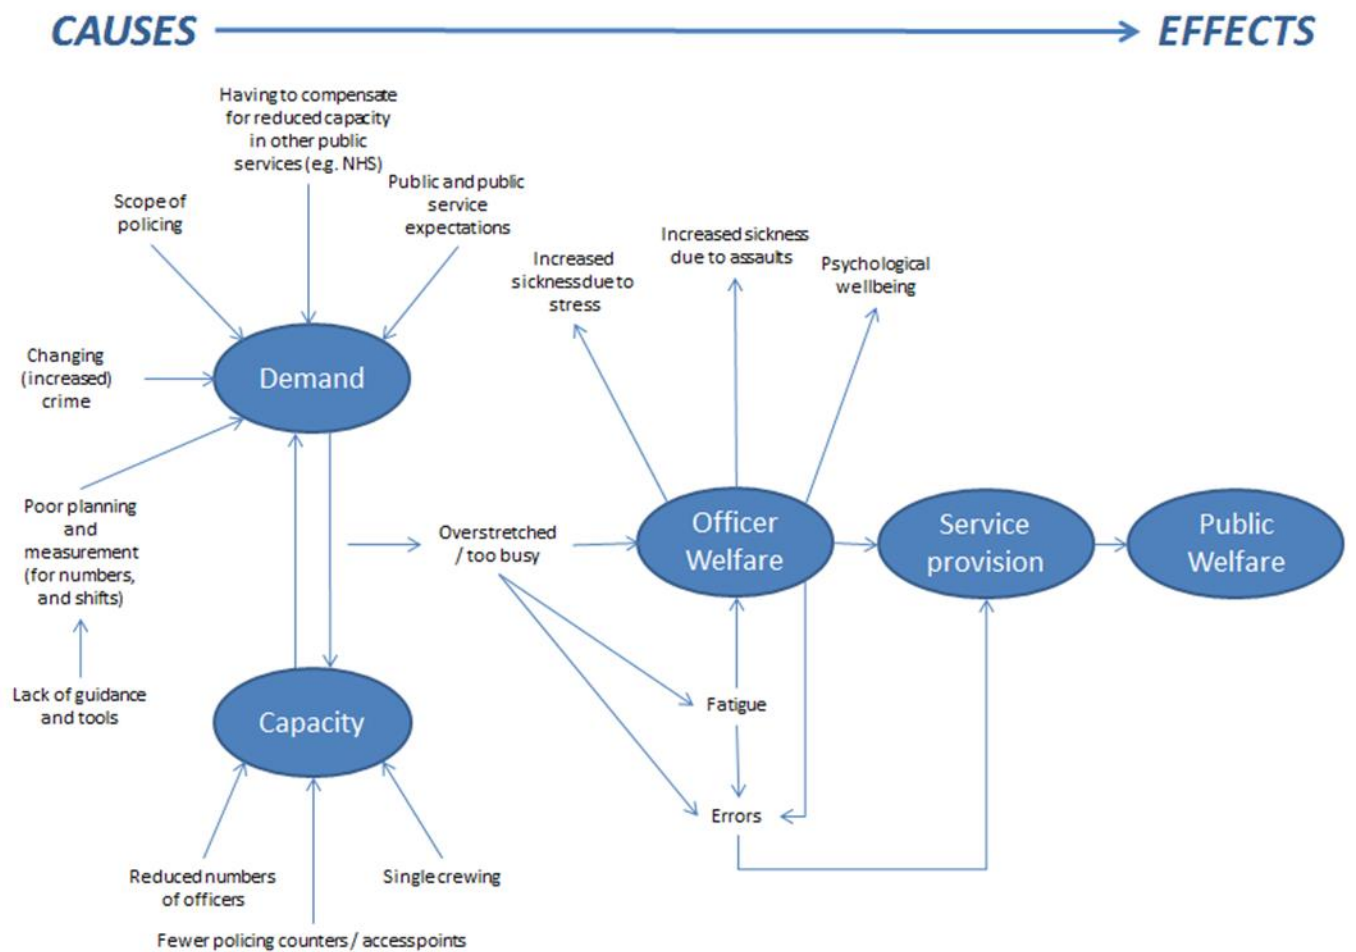 CAUSES
EFFECTS
Having to compensate
for reduced capacity
in other public
services (e.g. NHS)
Scope of
policing
Public and public
service
expectations
Changing
(increased)
crime
Demand
Poor planning
and
measurement
(for numbers,
and shifts)
Lack of guidance
and tools
Capacity
Reduced numbers
of officers
Fewer policing counters / access points
Single crewing
Overstretched
/ too busy
Increased
sickness due to
stress
Increased sickness
due to assaults
Psychological
wellbeing
Officer
Welfare
Service
provision
Public
Welfare
Fatigue
Errors